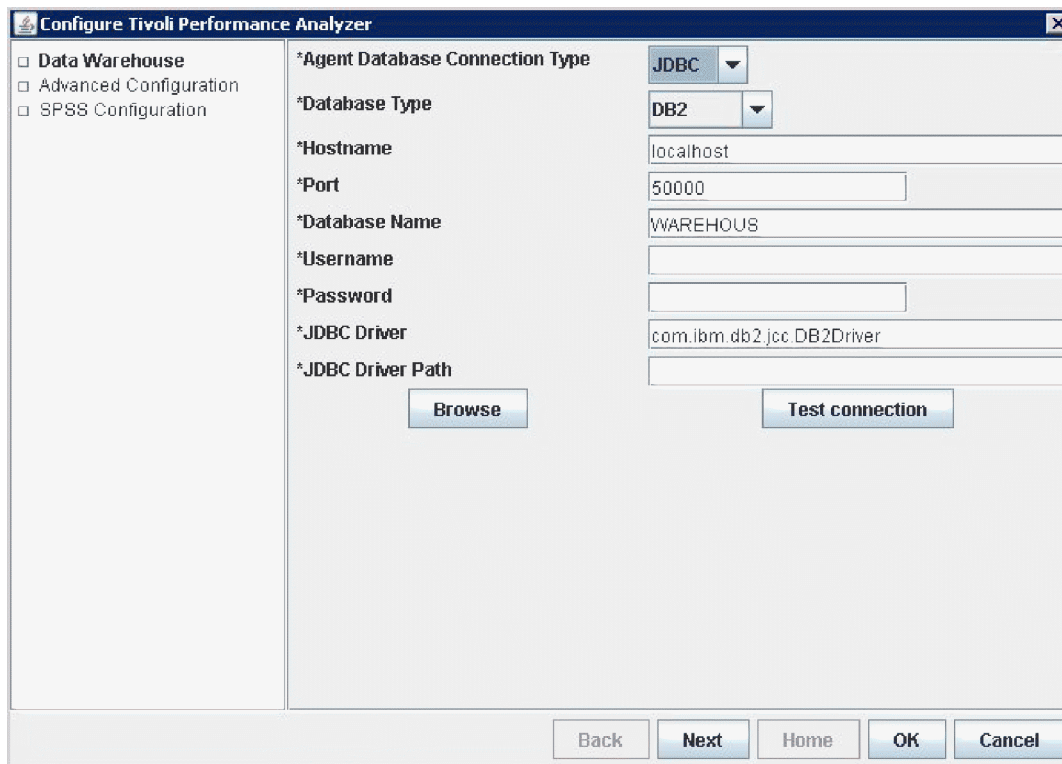 Configure Tivoli Performance Analyzer
Data Warehouse
Advanced Configuration
SPSS Configuration
*Agent Database Connection Type JDBC
*Database Type DB2
*Hostname localhost
*Port 50000
*Database Name WAREHOUS
*Username
*Password
*JDBC Driver com.ibm.db2.jcc.DB2Driver
*JDBC Driver Path
Browse Test connection
Back Next Home OK Cancel